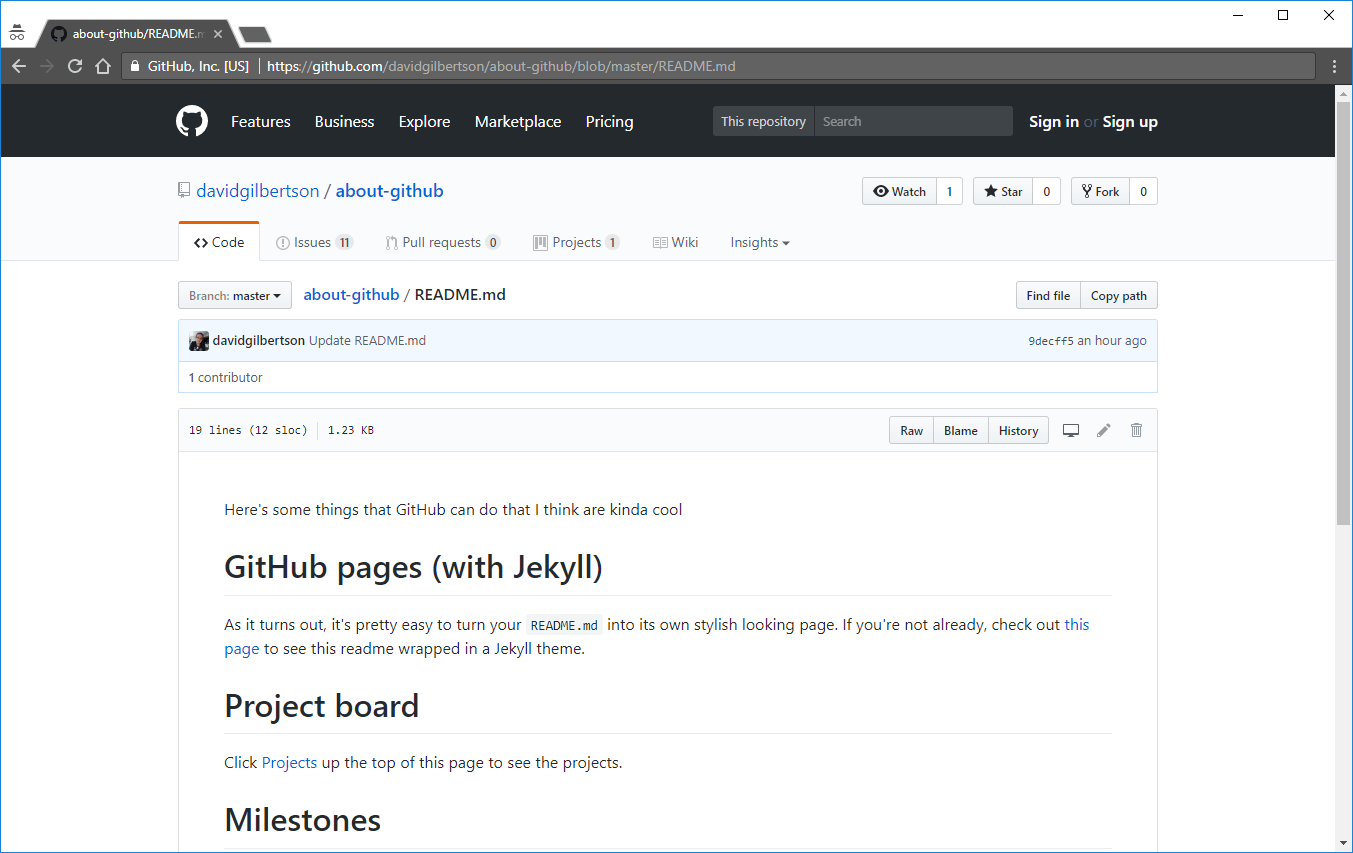 about-github/README.m
GitHub, Inc. [US] | https://github.com/davidgilbertson/about-github/blob/master/README.md
Features Business Explore Marketplace Pricing This repository Search Sign in or Sign up
davidgilbertson / about-github Watch 1 Star 0 Fork 0
Code Issues 11 Pull requests 0 Projects 1 Wiki Insights
Branch: master about-github / README.md Find file Copy path
davidgilbertson Update README.md 9decff5 an hour ago
1 contributor
19 lines (12 sloc) 1.23 KB Raw Blame History
Here's some things that GitHub can do that I think are kinda cool
GitHub pages (with Jekyll)
As it turns out, it's pretty easy to turn your README.md into its own stylish looking page. If you're not already, check out this
page to see this readme wrapped in a Jekyll theme.
Project board
Click Projects up the top of this page to see the projects.
Milestones